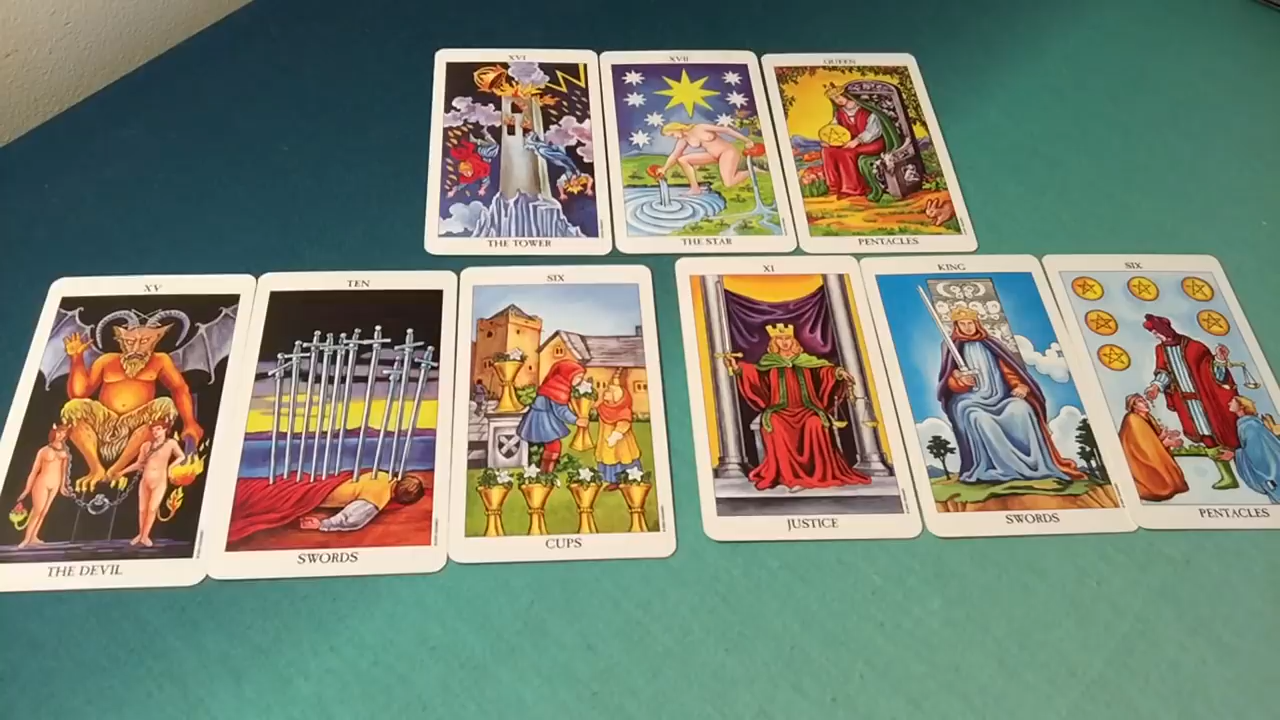 XVI
THE TOWER
XVII
THE STAR
QUEEN
PENTACLES
XV
THE DEVIL
TEN
SWORDS
SIX
CUPS
XI
JUSTICE
KING
SWORDS
SIX
PENTACLES